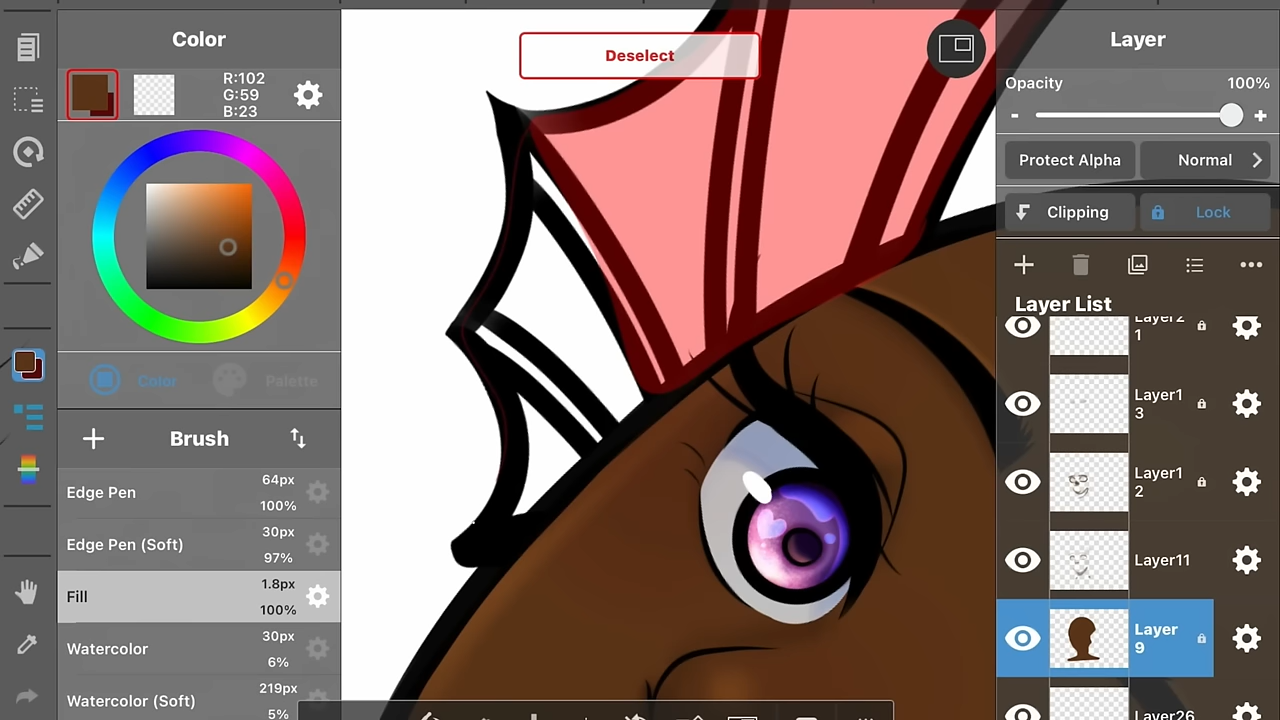 Color
R:102
G:59
B:23
Color
Palette
Brush
Edge Pen
64px
100%
Edge Pen (Soft)
30px
97%
Fill
1.8px
100%
Watercolor
30px
6%
Watercolor (Soft)
219px
5%
Deselect
Layer
Opacity
100%
-
+
Protect Alpha
Normal
Clipping
Lock
Layer List
Layer2
1
Layer1
3
Layer1
2
Layer11
Layer
9
Layer26